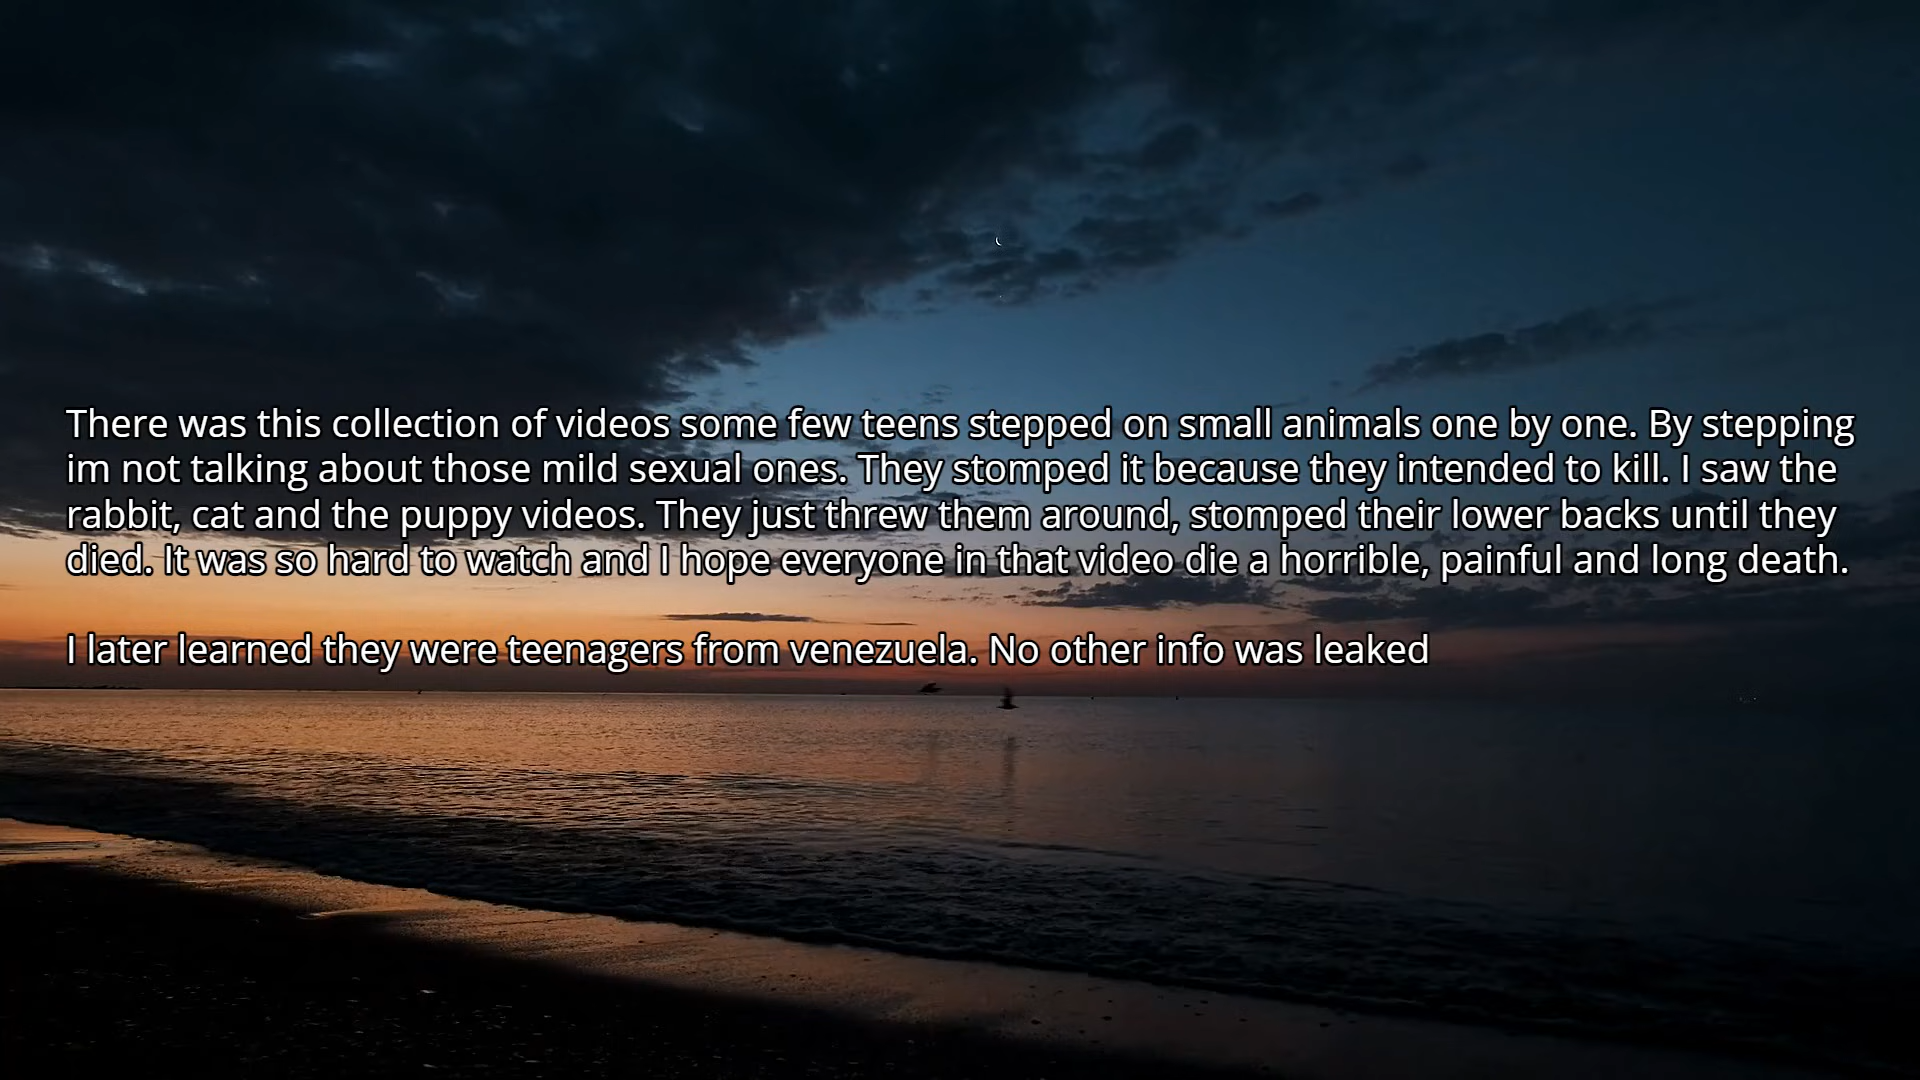 There was this collection of videos some few teens stepped on small animals one by one. By stepping
im not talking about those mild sexual ones. They stomped it because they intended to kill. I saw the
rabbit, cat and the puppy videos. They just threw them around, stomped their lower backs until they
died. It was so hard to watch and I hope everyone in that video die a horrible, painful and long death.
I later learned they were teenagers from venezuela. No other info was leaked